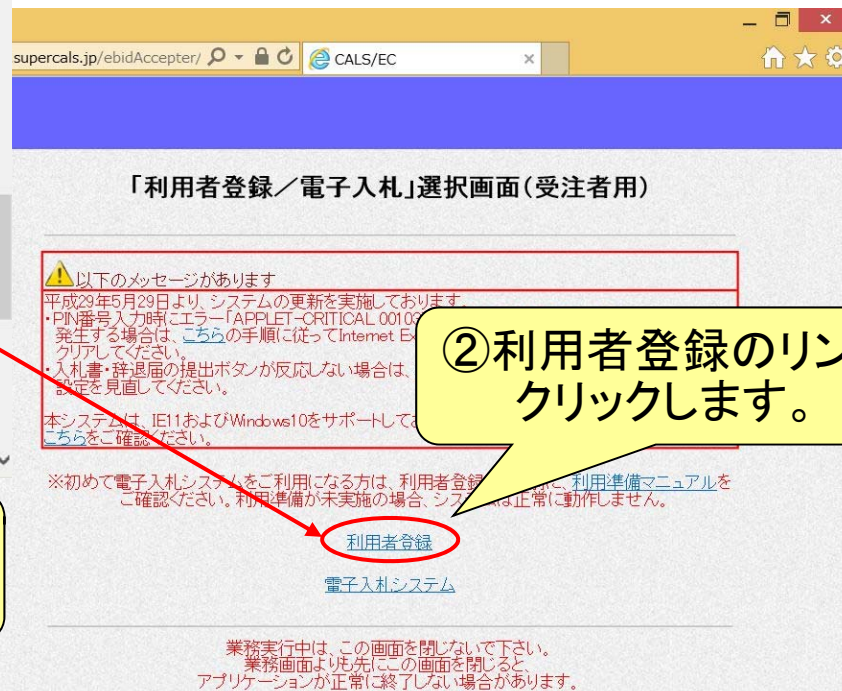 supercals.jp/ebidAccepter/
CALS/EC
「利用者登録／電子入札」選択画面（受注者用）
以下のメッセージがあります
平成29年5月29日より、システムの更新を実施しております。
・PIN番号入力時にエラー「APPLET-CRITICAL 00103
発生する場合は、こちらの手順に従ってInternet Ex
クリアしてください。
・入札書・辞退届の提出ボタンが反応しない場合は、
設定を見直してください。
本システムは、IE11およびWindows10をサポートして
こちらをご確認ください。
②利用者登録のリン
クリックします。
※初めて電子入札システムをご利用になる方は、利用者登録 に、利用準備マニュアルを
ご確認ください。利用準備が未実施の場合、システムは正常に動作しません。
利用者登録
電子入札システム
業務実行中は、この画面を閉じないで下さい。
業務画面よりも先にこの画面を閉じると、
アプリケーションが正常に終了しない場合があります。